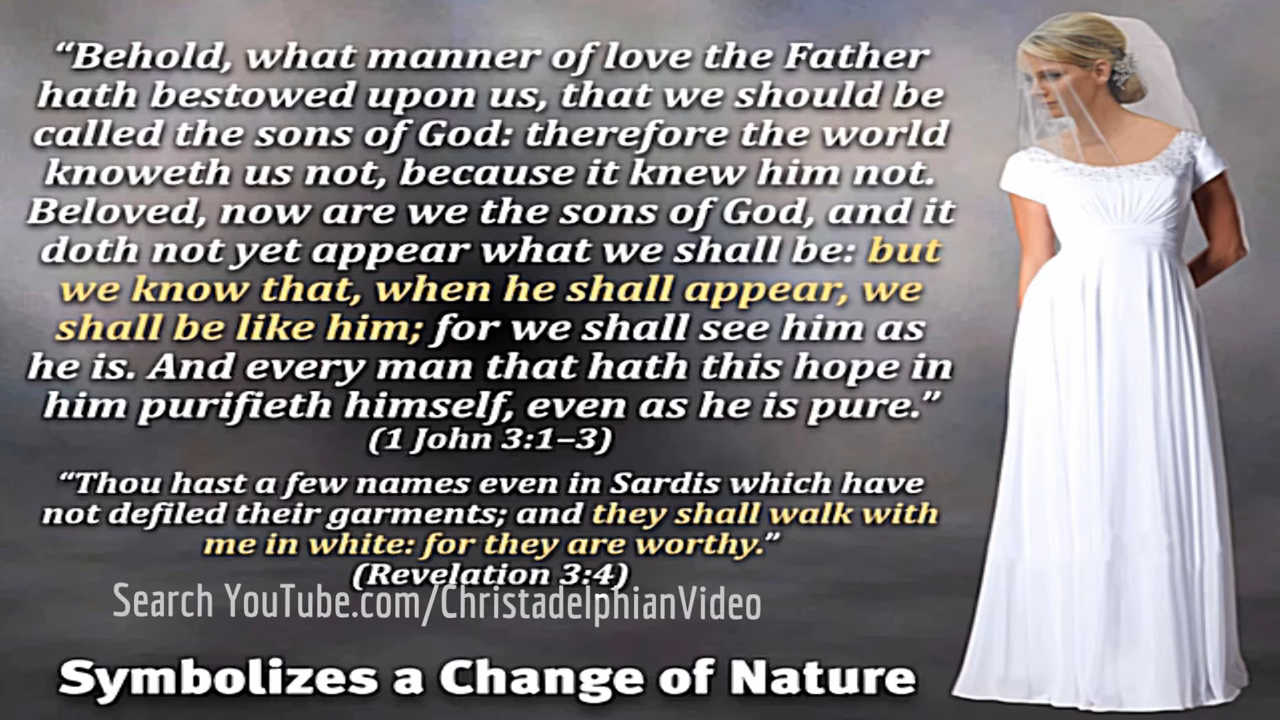 “Behold, what manner of love the Father
hath bestowed upon us, that we should be
called the sons of God: therefore the world
knoweth us not, because it knew him not.
Beloved, now are we the sons of God, and it
doth not yet appear what we shall be: but
we know that, when he shall appear, we
shall be like him; for we shall see him as
he is. And every man that hath this hope in
him purifieth himself, even as he is pure.”
(1 John 3:1–3)
“Thou hast a few names even in Sardis which have
not defiled their garments; and they shall walk with
me in white: for they are worthy.”
(Revelation 3:4)
Search YouTube.com/ChristadelphianVideo
Symbolizes a Change of Nature